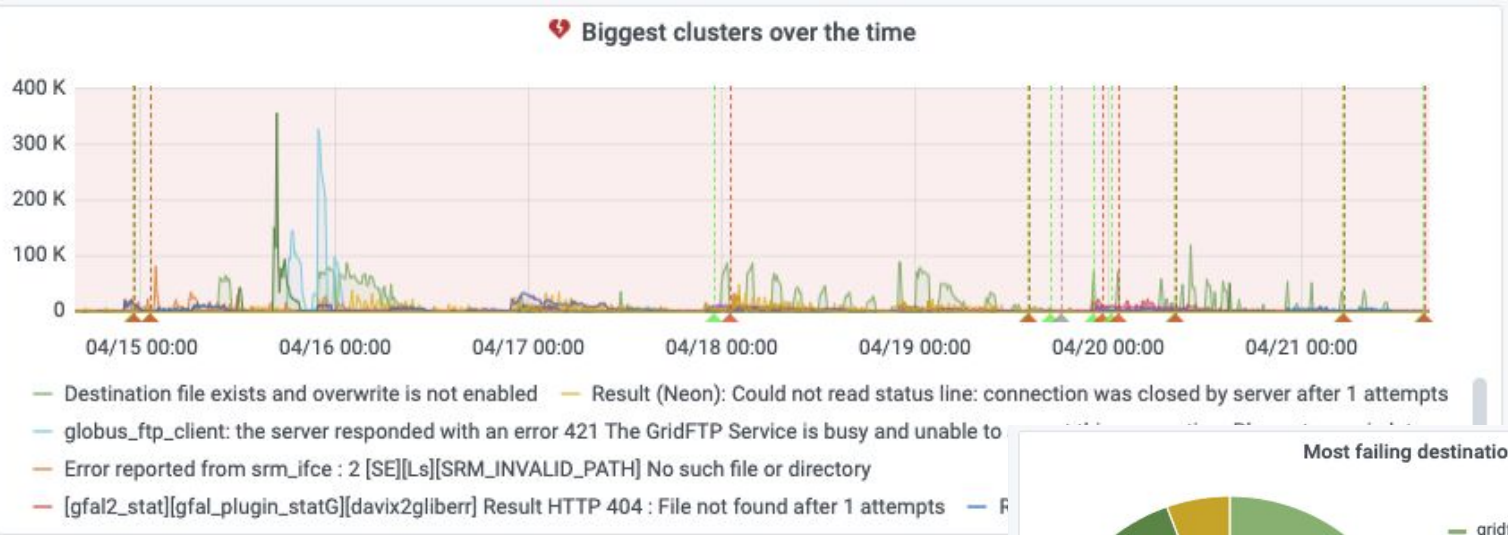 Biggest clusters over the time
400 K
300 K
200 K
100 K
0
04/15 00:00 04/16 00:00 04/17 00:00 04/18 00:00 04/19 00:00 04/20 00:00 04/21 00:00
Destination file exists and overwrite is not enabled Result (Neon): Could not read status line: connection was closed by server after 1 attempts
globus_ftp_client: the server responded with an error 421 The GridFTP Service is busy and unable to
Error reported from srm_ifce : 2 [SE][Ls][SRM_INVALID_PATH] No such file or directory
[gfal2_stat][gfal_plugin_statG][davix2gliberr] Result HTTP 404 : File not found after 1 attempts R
Most failing destinatio
grid